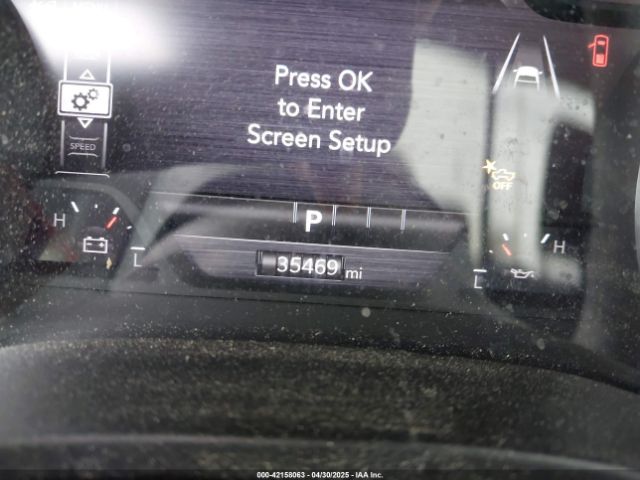 Press OK
to Enter
Screen Setup
SPEED
OFF
H
P
H
L
35469 mi
L
000-42158063 - 04/30/2025 - IAA Inc.